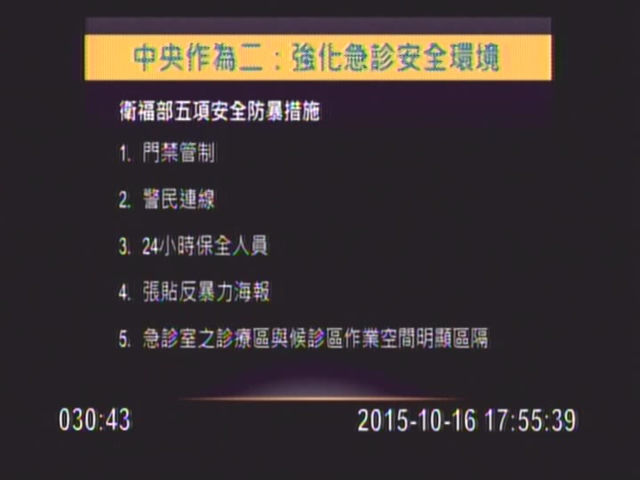 中央作為二：強化急診安全環境
衛福部五項安全防暴措施
1. 門禁管制
2. 警民連線
3. 24小時保全人員
4. 張貼反暴力海報
5. 急診室之診療區與候診區作業空間明顯區隔
030:43
2015-10-16 17:55:39